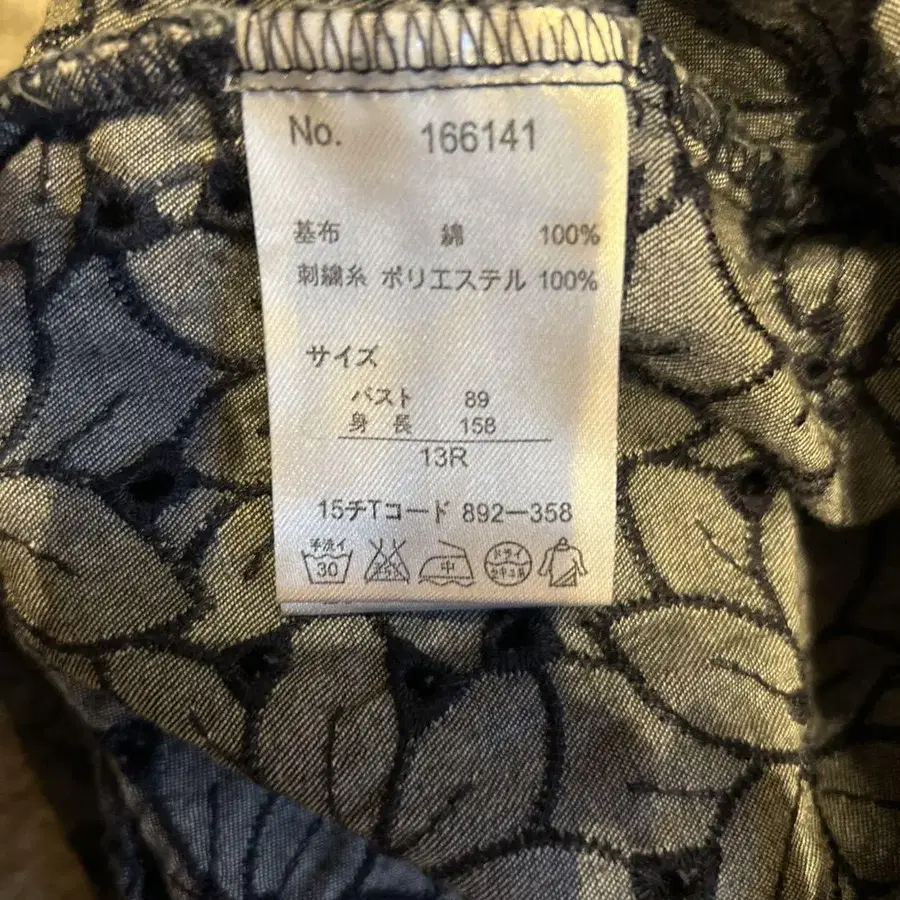 No. 166141
基布 綿 100%
刺繍糸 ポリエステル 100%
サイズ
バスト 89
身長 158
13R
15チTコード 892-358
手洗イ 30 中 ドライ